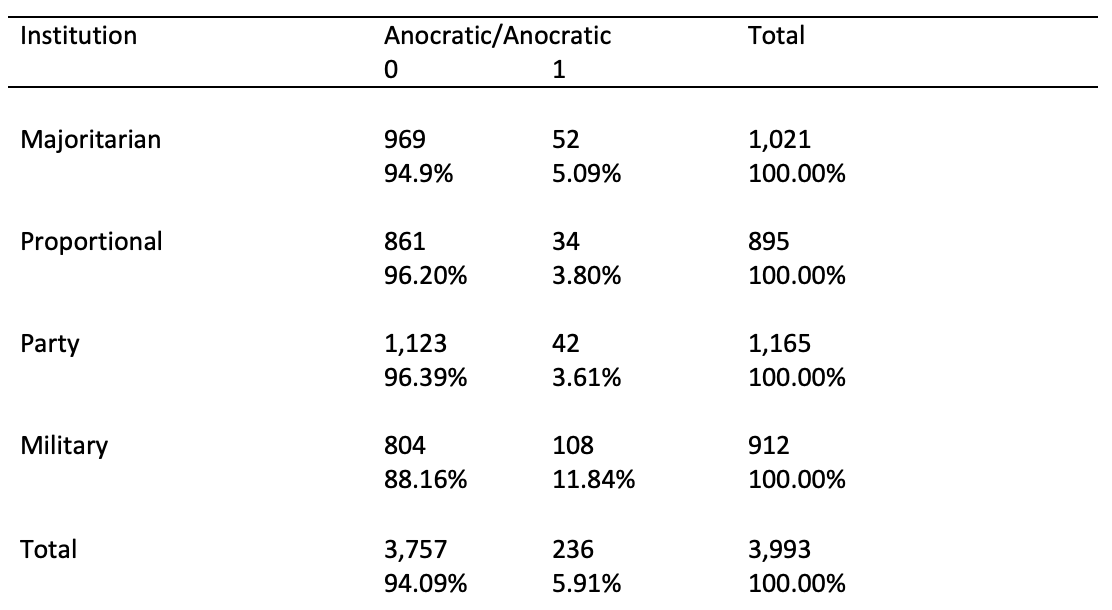 Institution Anocratic/Anocratic Total
0 1
Majoritarian 969 52 1,021
94.9% 5.09% 100.00%
Proportional 861 34 895
96.20% 3.80% 100.00%
Party 1,123 42 1,165
96.39% 3.61% 100.00%
Military 804 108 912
88.16% 11.84% 100.00%
Total 3,757 236 3,993
94.09% 5.91% 100.00%